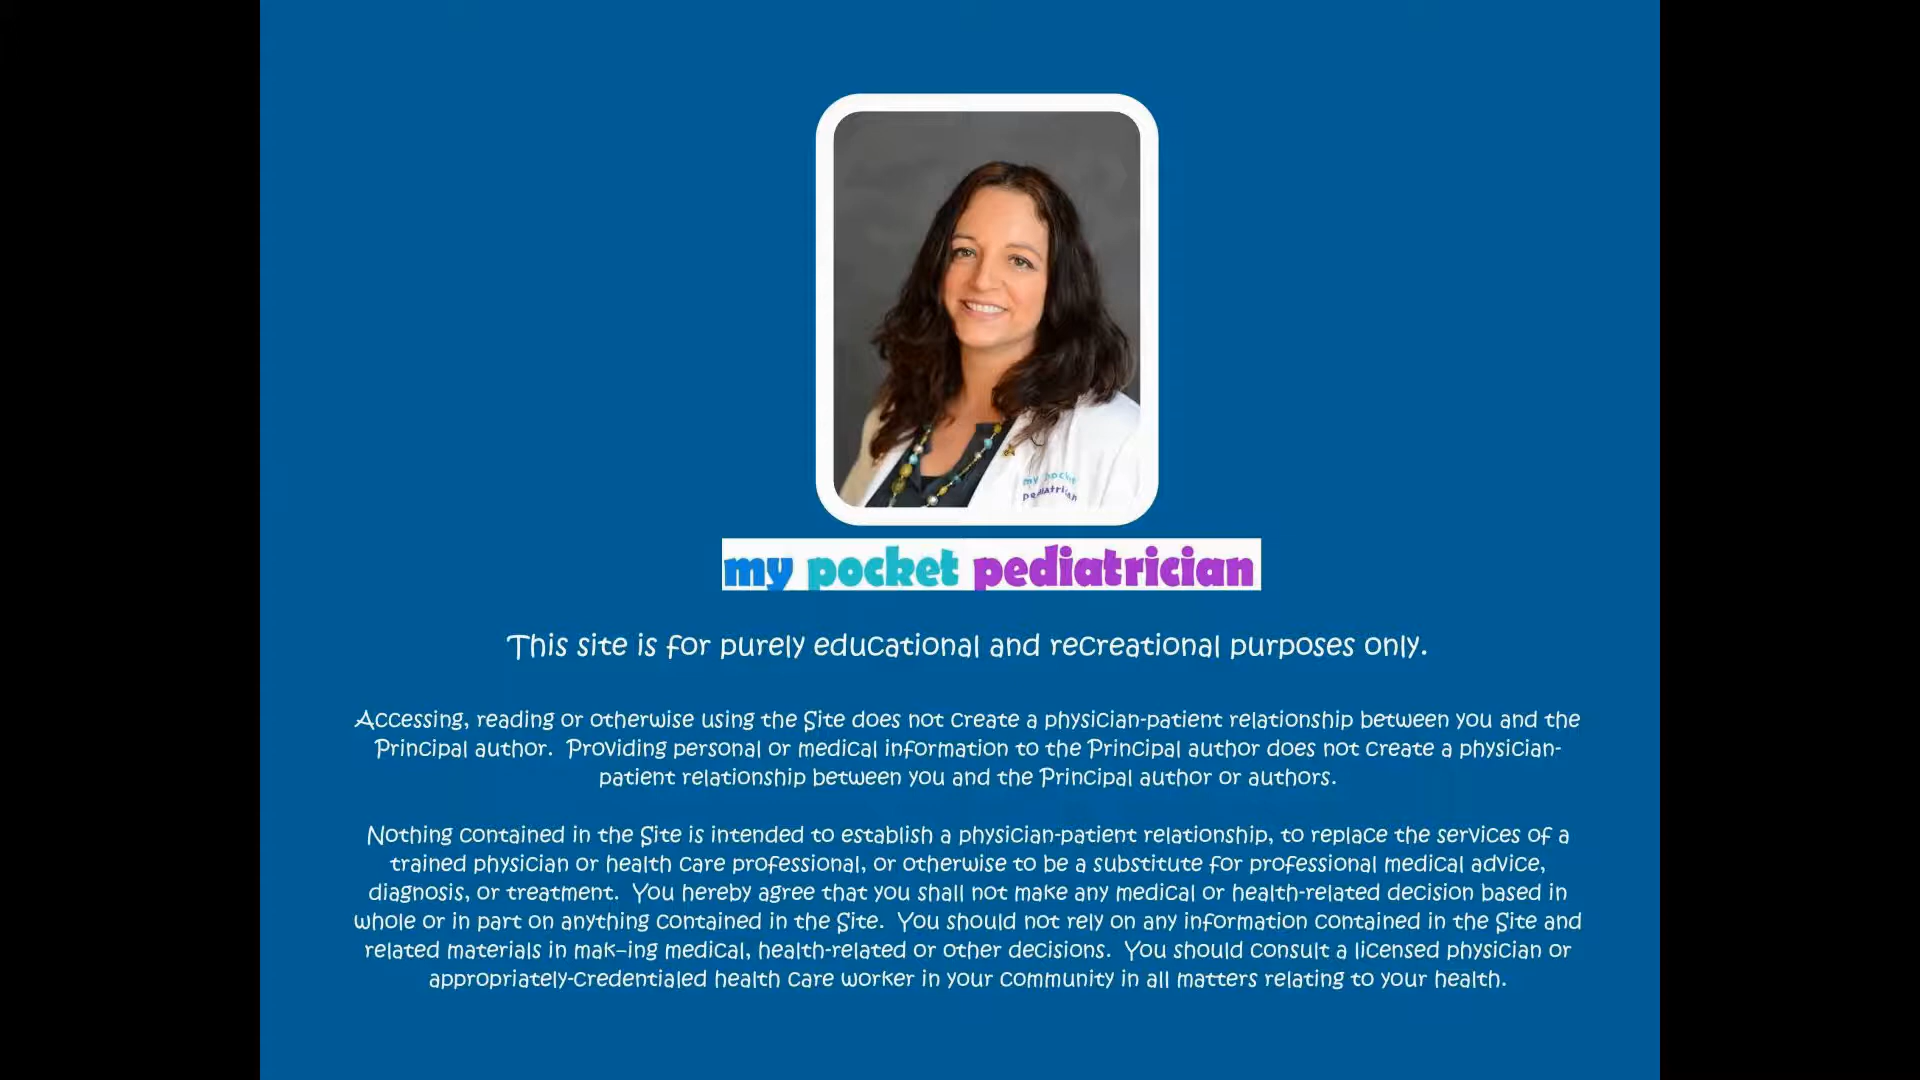 my pocket
pediatrician
my pocket pediatrician
This site is for purely educational and recreational purposes only.
Accessing, reading or otherwise using the Site does not create a physician-patient relationship between you and the
Principal author.  Providing personal or medical information to the Principal author does not create a physician-
patient relationship between you and the Principal author or authors.
Nothing contained in the Site is intended to establish a physician-patient relationship, to replace the services of a
trained physician or health care professional, or otherwise to be a substitute for professional medical advice,
diagnosis, or treatment.  You hereby agree that you shall not make any medical or health-related decision based in
whole or in part on anything contained in the Site.  You should not rely on any information contained in the Site and
related materials in mak–ing medical, health-related or other decisions.  You should consult a licensed physician or
appropriately-credentialed health care worker in your community in all matters relating to your health.